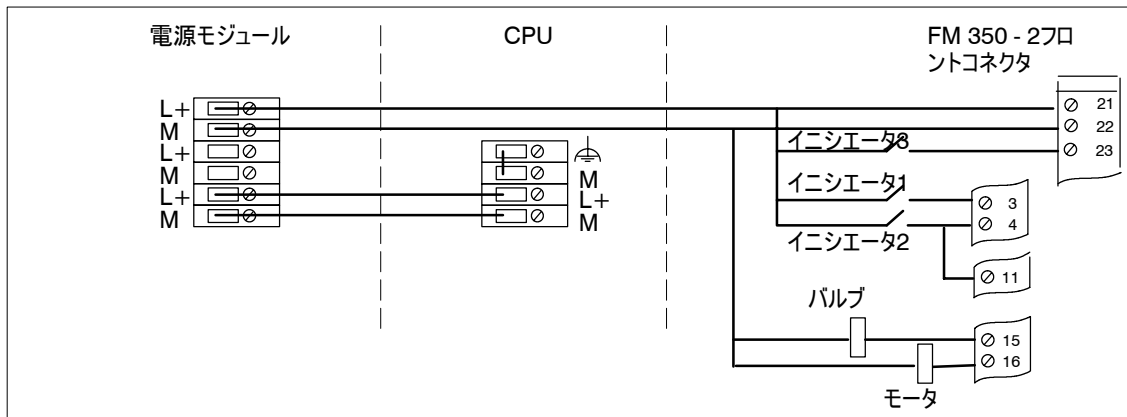 電源モジュール
CPU
FM 350 - 2フロ
ントコネクタ
L+
M
L+
M
L+
M
M
L+
M
イニシエータ3
イニシエータ1
イニシエータ2
21
22
23
3
4
11
バルブ
15
16
モータ